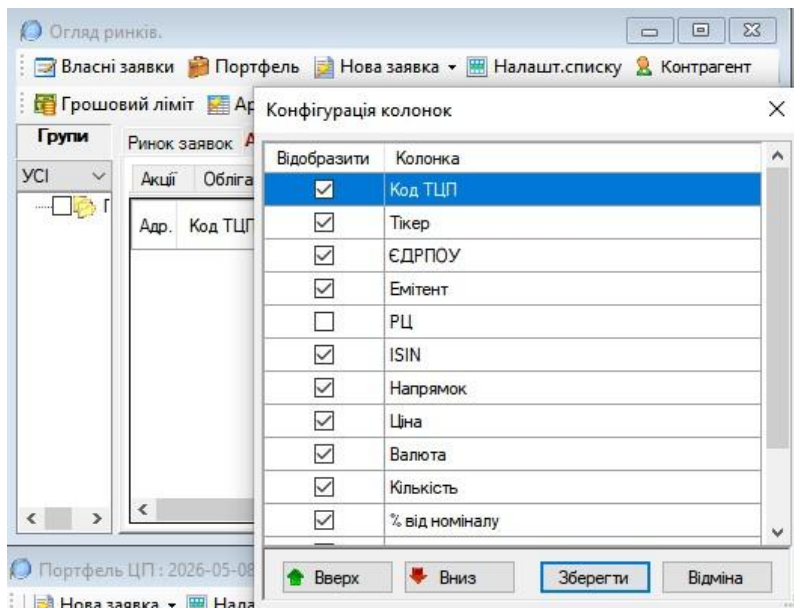 Огляд ринків.
Власні заявки Портфель Нова заявка Налашт.списку Контрагент
Грошовий ліміт
Конфігурація колонок
Групи Ринок заявок
Відобразити Колонка
УСІ Акції
Код ТЦП
Адр. Код ТЦП
Тікер
ЄДРПОУ
Емітент
РЦ
ISIN
Напрямок
Ціна
Валюта
Кількість
% від номіналу
Портфель ЦП : 2026-05-08
Вверх Вниз Зберегти Відміна
Нова заявка